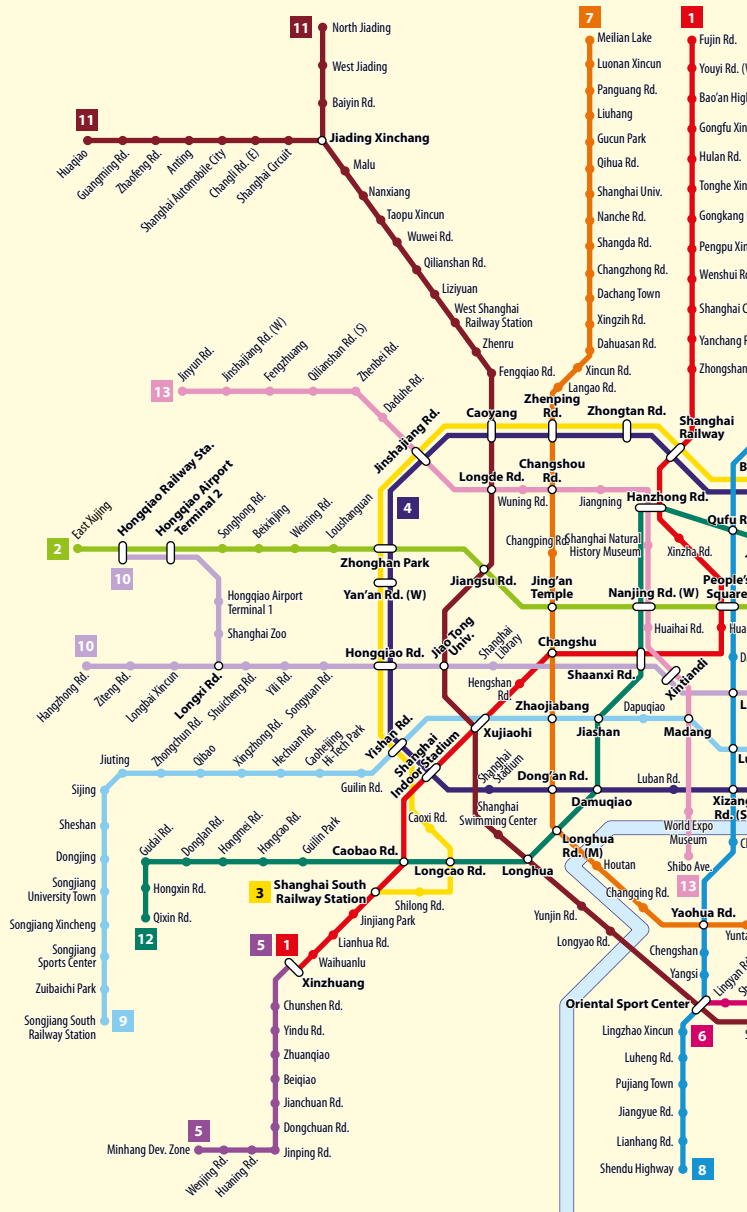 11
North Jiading
West Jiading
Baiyin Rd.
11
Jiading Xinchang
Huaqiao
Guangming Rd.
Zhaofeng Rd.
Anting
Shanghai Automobile City
Changli Rd. (E)
Shanghai Circuit
Malu
Nanxiang
Taopu Xincun
Wuwei Rd.
Qilianshan Rd.
Liziyuan
West Shanghai
Railway Station
Zhenru
Fengqiao Rd.
7
Meilian Lake
Luonan Xincun
Panguang Rd.
Liuhang
Gucun Park
Qihua Rd.
Shanghai Univ.
Nanche Rd.
Shangda Rd.
Changzhong Rd.
Dachang Town
Xingzih Rd.
Dahuasan Rd.
Xincun Rd.
Langao Rd.
Zhenping
Rd.
1
Fujin Rd.
Youyi Rd. (
Bao'an Hig
Gongfu Xin
Hulan Rd.
Tonghe Xin
Gongkang
Pengpu Xin
Wenshui Rd
Shanghai C
Yanchang R
Zhongshan
Shanghai
Railway
13
Jinyun Rd.
Jinshajiang Rd. (W)
Fengzhuang
Qilianshan Rd. (S)
Zhenbei Rd.
Daduhe Rd.
Jinshajiang Rd.
Caoyang
Zhongtan Rd.
Longde Rd.
Changshou
Rd.
Wuning Rd.
Jiangning
Hanzhong Rd.
B
4
Qufu R
Changping Rd.
Shanghai Natural
History Museum
Xinzha Rd.
2
East Xujing
Hongqiao Railway Sta.
Hongqiao Airport
Terminal 2
Songhong Rd.
Beixinjing
Weining Rd.
Loushanguan
Zhonghan Park
Yan'an Rd. (W)
Jiangsu Rd.
Jing'an
Temple
Nanjing Rd. (W)
People's
Square
10
Hongqiao Airport
Terminal 1
Shanghai Zoo
Huaihai Rd.
Hua
10
Hangzhong Rd.
Ziteng Rd.
Longbai Xincun
Longxi Rd.
Shuicheng Rd.
Yili Rd.
Songyuan Rd.
Hongqiao Rd.
Jiao Tong
Univ.
Shanghai
Library
Changshu
Shaanxi Rd.
Xintiandi
Da
L
Hengshan
Rd.
Zhaojiabang
Jiashan
Dapuqiao
Madang
Lu
Xujiaohi
Yishan Rd.
Shanghai
Indoor Stadium
Shanghai
Stadium
Dong'an Rd.
Damuqiao
Luban Rd.
Xizang
Rd. (S
Jiuting
Zhongchun Rd.
Qibao
Xingzhong Rd.
Hechuan Rd.
Caohejing
Hi-Tech Park
Guilin Rd.
Sijing
Sheshan
Dongjing
Songjiang
University Town
Songjiang Xincheng
Songjiang
Sports Center
Zuibaichi Park
Songjiang South
Railway Station
9
Gudai Rd.
Donglan Rd.
Hongmei Rd.
Hongcao Rd.
Guilin Park
Hongxin Rd.
Qixin Rd.
12
Caobao Rd.
Caoxi Rd.
Longcao Rd.
Shanghai
Swimming Center
Longhua
Longhua
Rd. (M)
World Expo
Museum
Shibo Ave.
13
Ch
3
Shanghai South
Railway Station
Shilong Rd.
Jinjiang Park
Lianhua Rd.
Waihuanlu
5
1
Xinzhuang
Houtan
Changqing Rd.
Yaohua Rd.
Yunta
Yunjin Rd.
Longyao Rd.
Chengshan
Yangsi
Oriental Sport Center
Lingyan R
Sh
S
6
Chunshen Rd.
Yindu Rd.
Zhuanqiao
Beiqiao
Jianchuan Rd.
Dongchuan Rd.
Jinping Rd.
5
Minhang Dev. Zone
Wenjing Rd.
Huaning Rd.
Lingzhao Xincun
Luheng Rd.
Pujiang Town
Jiangyue Rd.
Lianhang Rd.
Shendu Highway
8